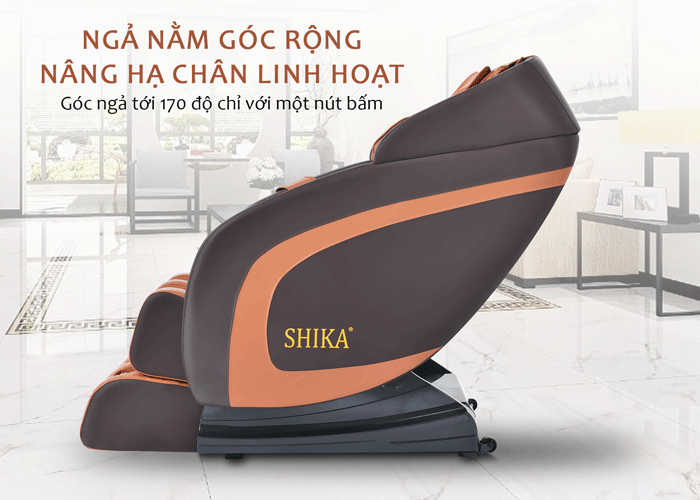 NGẢ NẰM GÓC RỘNG
NÂNG HẠ CHÂN LINH HOẠT
Góc ngả tới 170 độ chỉ với một nút bấm
SHIKA®